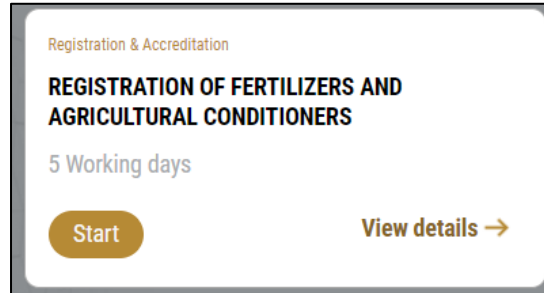 Registration & Accreditation
REGISTRATION OF FERTILIZERS AND
AGRICULTURAL CONDITIONERS
5 Working days
Start
View details →